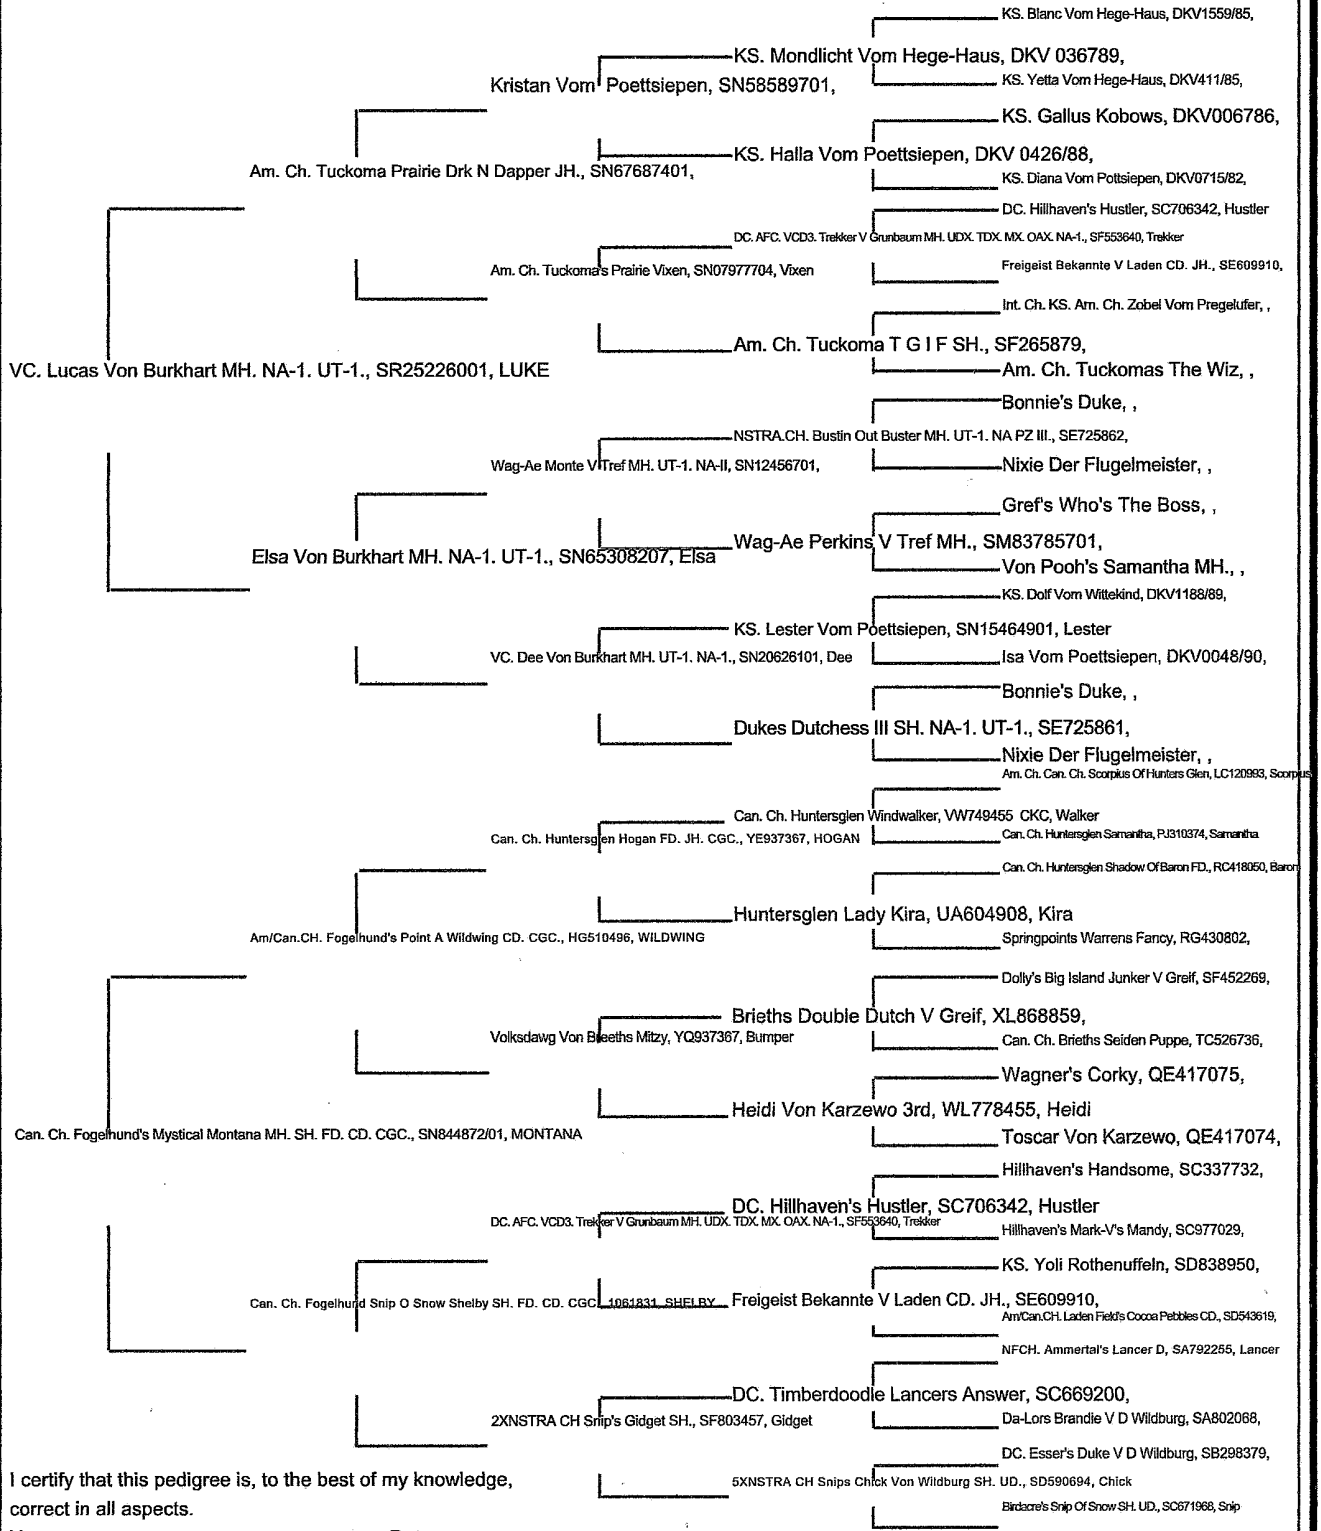 KS. Blanc Vom Hege-Haus, DKV1559/85,
KS. Mondlicht Vom Hege-Haus, DKV 036789,
KS. Yetta Vom Hege-Haus, DKV411/85,
Kristan Vom Poettsiepen, SN58589701,
KS. Gallus Kobows, DKV006786,
KS. Halla Vom Poettsiepen, DKV 0426/88,
Am. Ch. Tuckoma Prairie Drk N Dapper JH., SN67687401,
KS. Diana Vom Pottsiepen, DKV0715/82,
DC. Hillhaven's Hustler, SC706342, Hustler
DC. AFC. VCD3. Trekker V Grunbaum MH. UDX. TDX. MX. OAX. NA-1., SF553640, Trekker
Freigeist Bekannte V Laden CD. JH., SE609910,
Am. Ch. Tuckoma's Prairie Vixen, SN07977704, Vixen
Int. Ch. KS. Am. Ch. Zobel Vom Pregelufer, ,
Am. Ch. Tuckoma T G I F SH., SF265879,
VC. Lucas Von Burkhart MH. NA-1. UT-1., SR25226001, LUKE
Am. Ch. Tuckomas The Wiz, ,
Bonnie's Duke, ,
NSTRA.CH. Bustin Out Buster MH. UT-1. NA PZ III., SE725862,
Wag-Ae Monte V Tref MH. UT-1. NA-II, SN12456701,
Nixie Der Flugelmeister, ,
Gref's Who's The Boss, ,
Wag-Ae Perkins V Tref MH., SM83785701,
Elsa Von Burkhart MH. NA-1. UT-1., SN65308207, Elsa
Von Pooh's Samantha MH., ,
KS. Dolf Vom Wittekind, DKV1188/89,
KS. Lester Vom Poettsiepen, SN15464901, Lester
VC. Dee Von Burkhart MH. UT-1. NA-1., SN20626101, Dee
Isa Vom Poettsiepen, DKV0048/90,
Bonnie's Duke, ,
Dukes Dutchess III SH. NA-1. UT-1., SE725861,
Nixie Der Flugelmeister, ,
Am. Ch. Can. Ch. Scorpius Of Hunters Glen, LC120993, Scorpius
Can. Ch. Huntersglen Windwalker, VW749455 CKC, Walker
Can. Ch. Huntersglen Hogan FD. JH. CGC., YE937367, HOGAN
Can. Ch. Huntersglen Samantha, PJ310374, Samantha
Can. Ch. Huntersglen Shadow Of Baron FD., RC418050, Baron
Huntersglen Lady Kira, UA604908, Kira
Am/Can.CH. Fogelhund's Point A Wildwing CD. CGC., HG510496, WILDWING
Springpoints Warrens Fancy, RG430802,
Dolly's Big Island Junker V Greif, SF452269,
Brieths Double Dutch V Greif, XL868859,
Volksdawg Von Breeths Mitzy, YQ937367, Bumper
Can. Ch. Brieths Seiden Puppe, TC526736,
Wagner's Corky, QE417075,
Heidi Von Karzewo 3rd, WL778455, Heidi
Can. Ch. Fogelhund's Mystical Montana MH. SH. FD. CD. CGC., SN844872/01, MONTANA
Toscar Von Karzewo, QE417074,
Hillhaven's Handsome, SC337732,
DC. Hillhaven's Hustler, SC706342, Hustler
DC. AFC. VCD3. Trekker V Grunbaum MH. UDX. TDX. MX. OAX. NA-1., SF553640, Trekker
Hillhaven's Mark-V's Mandy, SC977029,
KS. Yoli Rothenuffeln, SD838950,
Can. Ch. Fogelhund Snip O Snow Shelby SH. FD. CD. CGC., 1061831, SHELBY
Freigeist Bekannte V Laden CD. JH., SE609910,
Am/Can.CH. Laden Field's Cocoa Pebbles CD., SD543619,
NFCH. Ammertal's Lancer D, SA792255, Lancer
DC. Timberdoodle Lancers Answer, SC669200,
2XNSTRA CH Snip's Gidget SH., SF803457, Gidget
Da-Lors Brandie V D Wildburg, SA802068,
DC. Esser's Duke V D Wildburg, SB298379,
5XNSTRA CH Snips Chick Von Wildburg SH. UD., SD590694, Chick
Birdacre's Snip Of Snow SH. UD., SC671968, Snip
I certify that this pedigree is, to the best of my knowledge,
correct in all aspects.